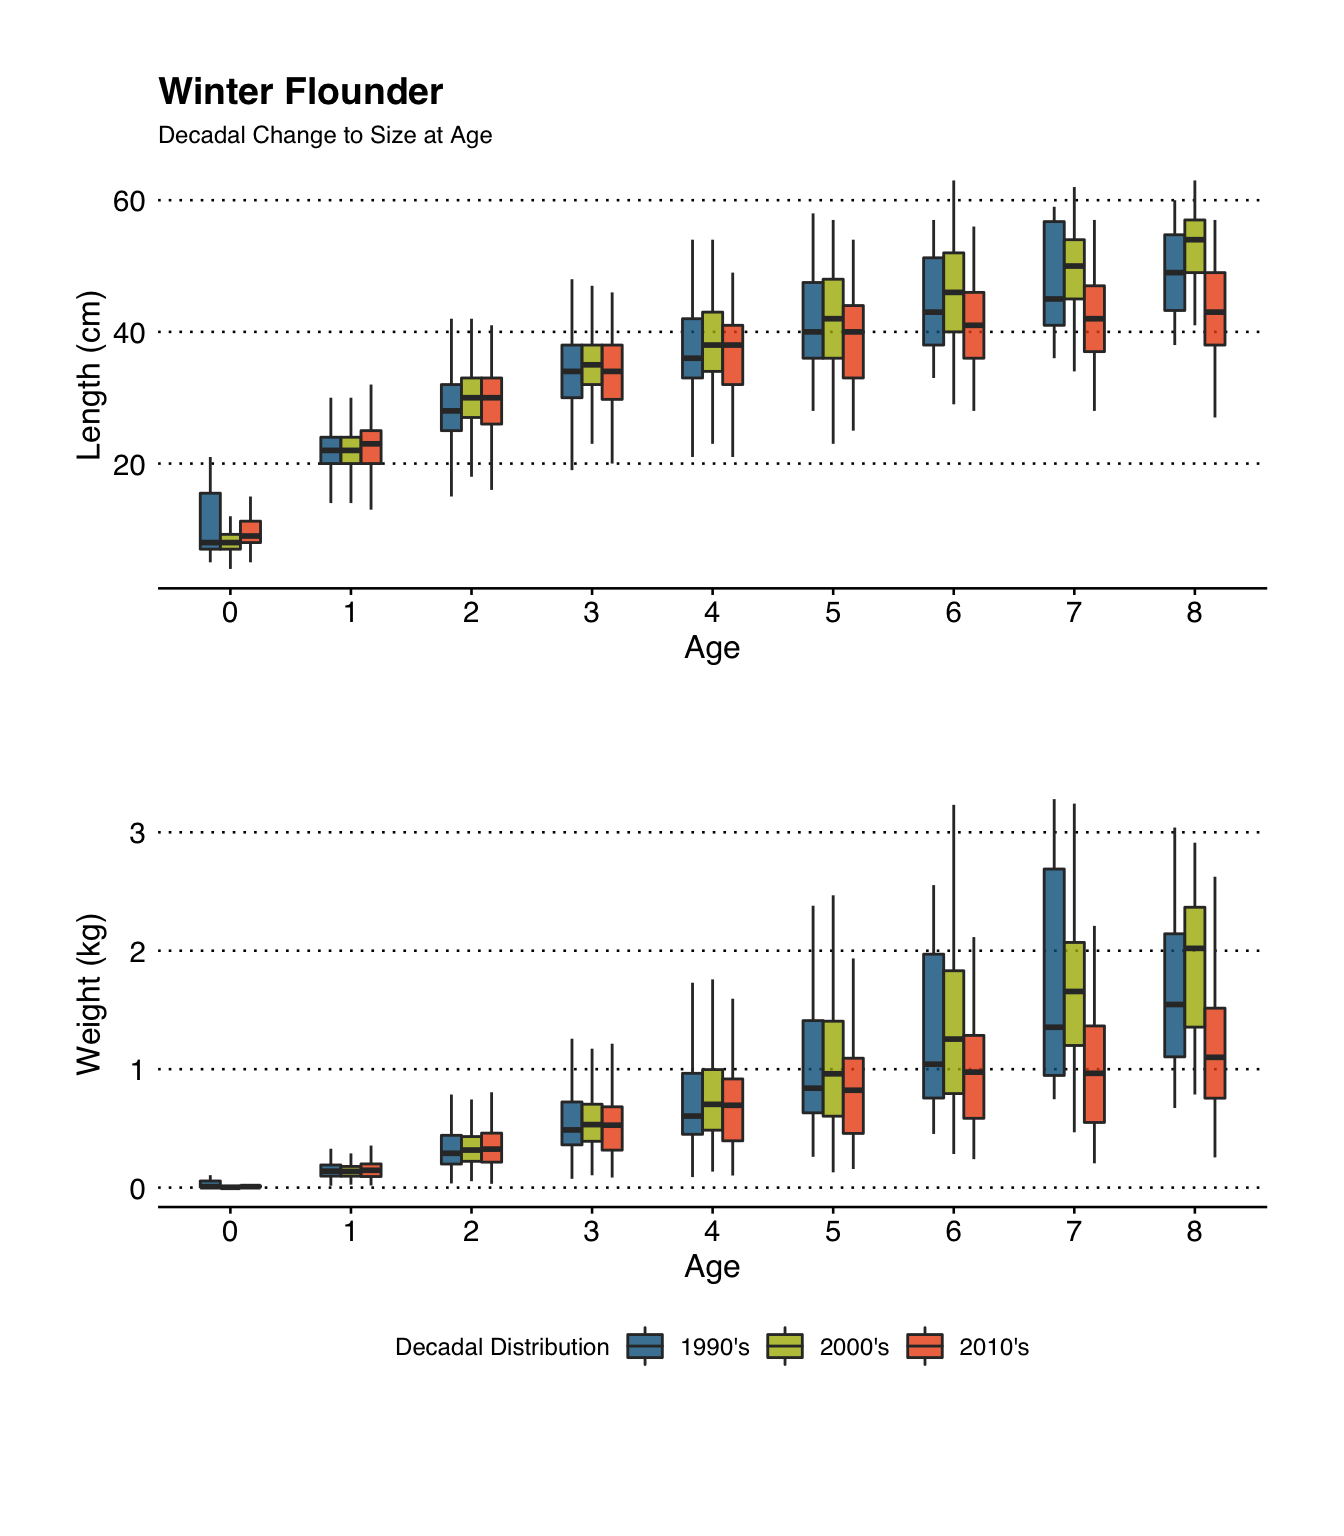 Winter Flounder
Decadal Change to Size at Age
60
40
20
Length (cm)
0 1 2 3 4 5 6 7 8
Age
3
2
1
0
Weight (kg)
0 1 2 3 4 5 6 7 8
Age
Decadal Distribution 1990's 2000's 2010's